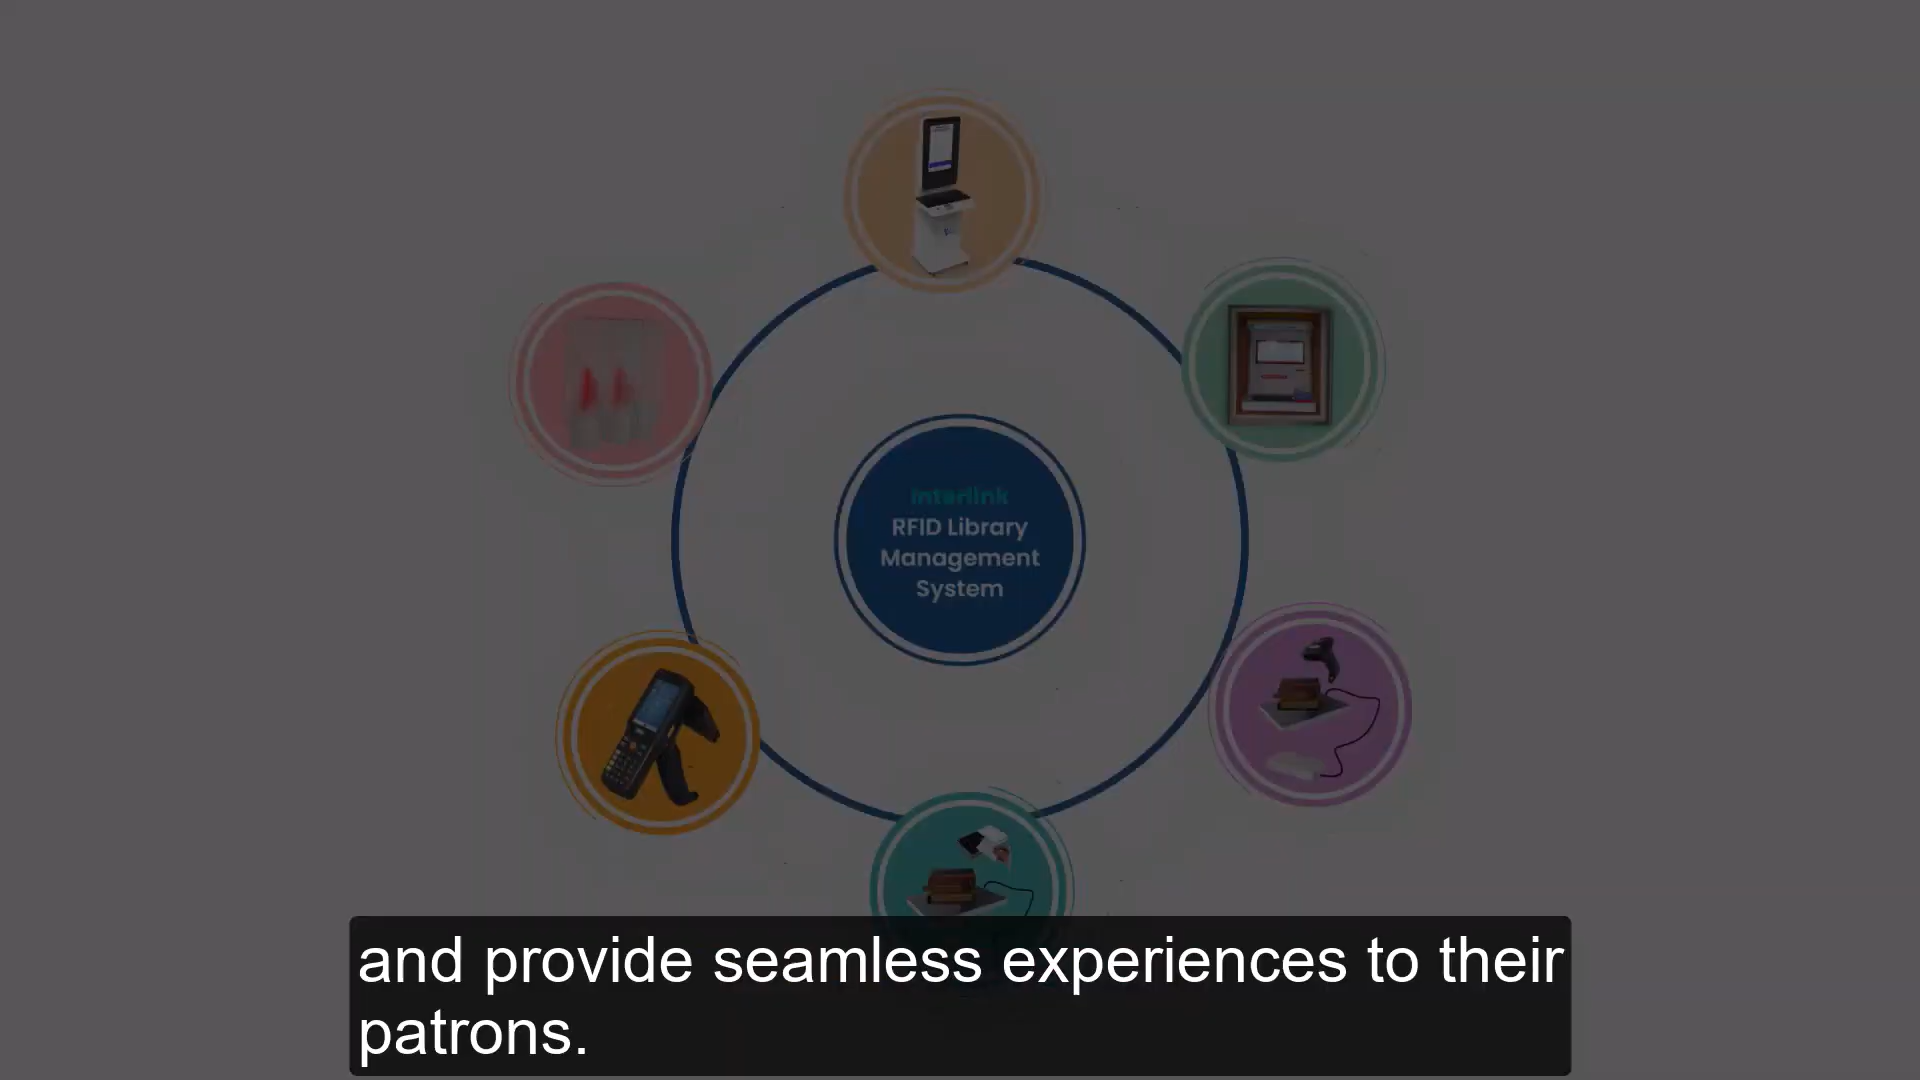 Interlink
RFID Library
Management
System
and provide seamless experiences to their
patrons.